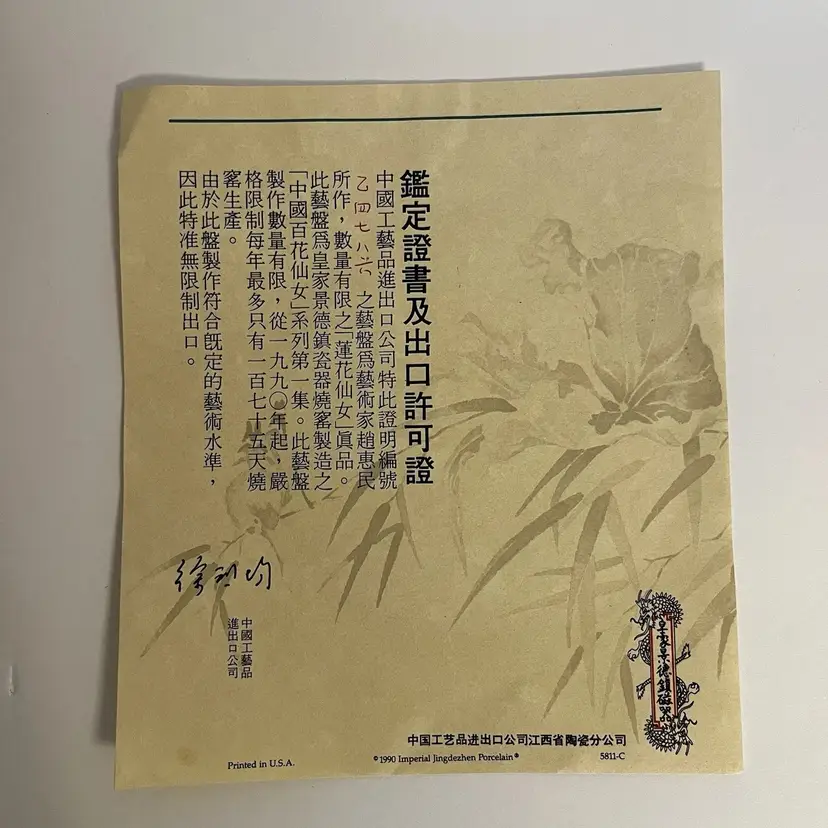 鑑定證書及出口許可證
中國工藝品進出口公司特此證明編號
乙四七八六 之藝盤爲藝術家趙惠民
所作，數量有限之「蓮花仙女」眞品。
此藝盤爲皇家景德鎮瓷器燒窰製造之
「中國百花仙女」系列第一集。此藝盤
製作數量有限，從一九九〇年起，嚴
格限制每年最多只有一百七十五天燒
窰生產。
由於此盤製作符合旣定的藝術水準，
因此特准無限制出口。
中國工藝品
進出口公司
皇家景德鎮磁器
中国工艺品进出口公司江西省陶瓷分公司
Printed in U.S.A.
© 1990 Imperial Jingdezhen Porcelain®
5811-C